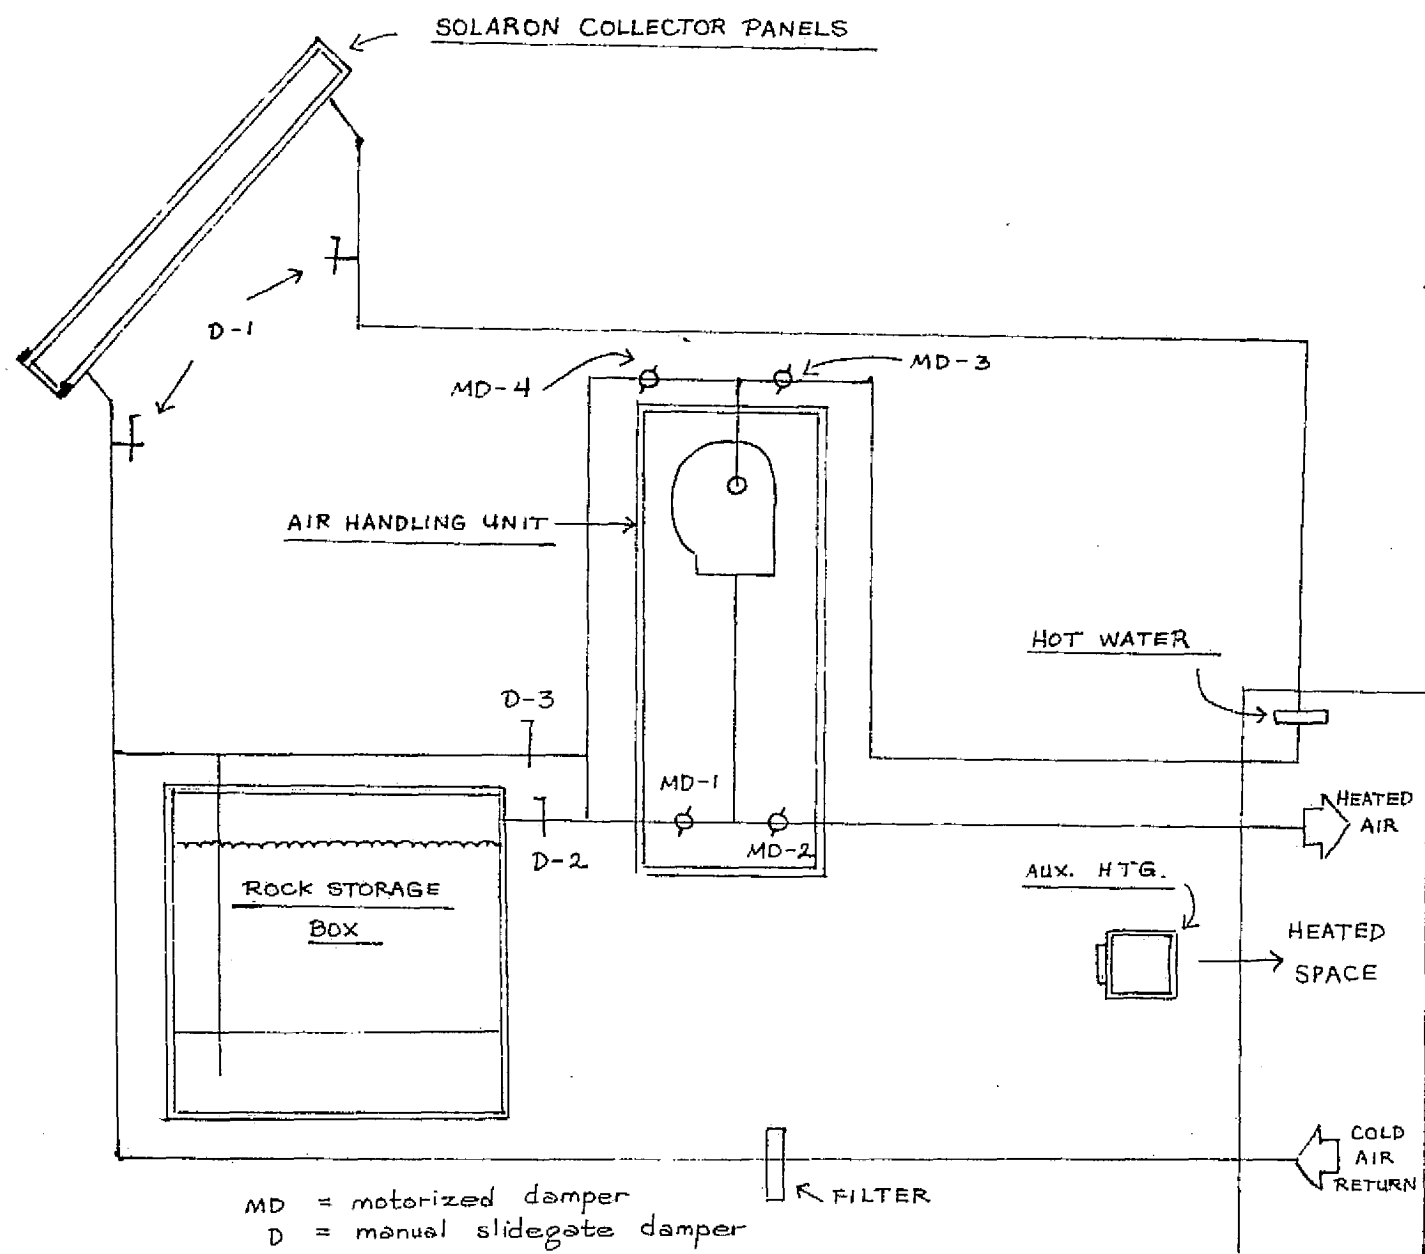 SOLARON COLLECTOR PANELS
D-1
MD-4
MD-3
AIR HANDLING UNIT
HOT WATER
D-3
MD-1
HEATED
AIR
D-2
MD-2
AUX. HTG.
ROCK STORAGE
BOX
HEATED
SPACE
COLD
AIR
RETURN
FILTER
MD = motorized damper
D = manual slidegate damper